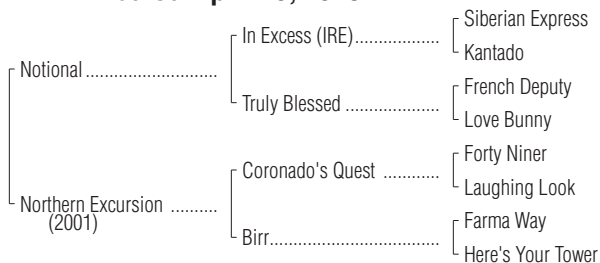 Siberian Express
In Excess (IRE)...................
Kantado
Notional ...........................
French Deputy
Truly Blessed .....................
Love Bunny
Forty Niner
Coronado's Quest ............
Laughing Look
Northern Excursion ..........
(2001)
Farma Way
Birr......................................
Here's Your Tower